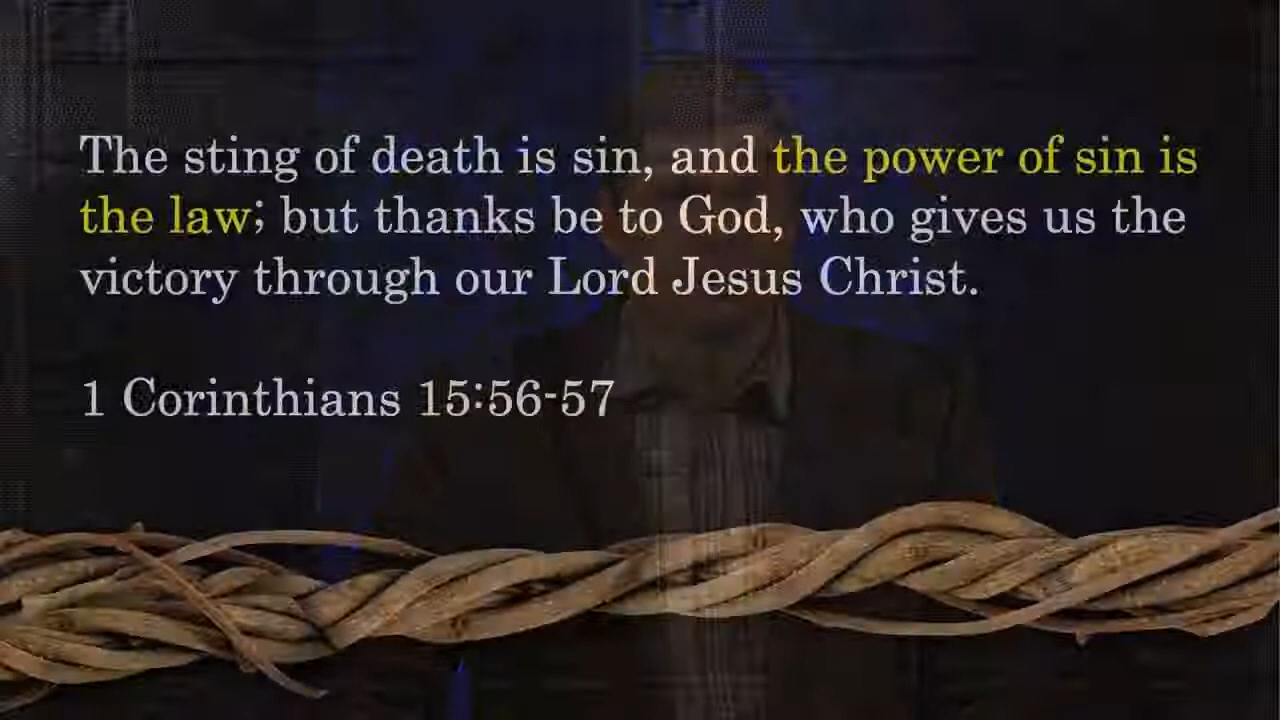 The sting of death is sin, and the power of sin is
the law; but thanks be to God, who gives us the
victory through our Lord Jesus Christ.
1 Corinthians 15:56-57